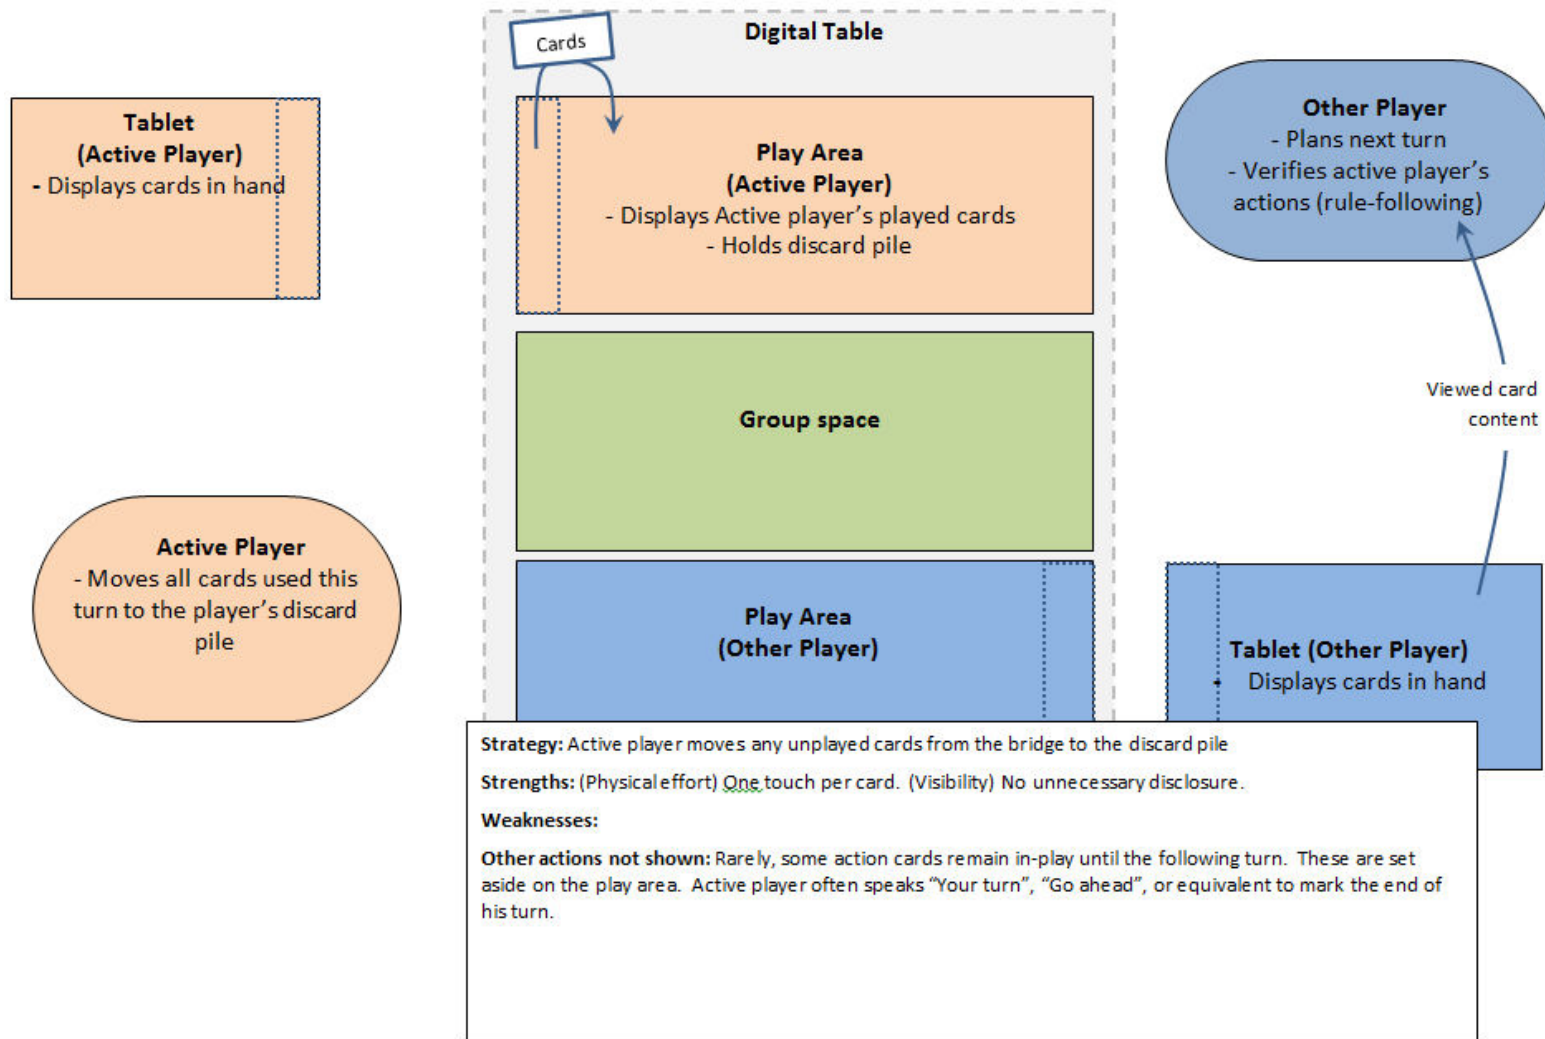 Digital Table
Cards
Tablet
(Active Player)
- Displays cards in hand
Play Area
(Active Player)
- Displays Active player’s played cards
- Holds discard pile
Other Player
- Plans next turn
- Verifies active player’s
actions (rule-following)
Viewed card
content
Group space
Active Player
- Moves all cards used this
turn to the player’s discard
pile
Play Area
(Other Player)
Tablet (Other Player)
- Displays cards in hand
Strategy: Active player moves any unplayed cards from the bridge to the discard pile
Strengths: (Physical effort) One touch per card. (Visibility) No unnecessary disclosure.
Weaknesses:
Other actions not shown: Rarely, some action cards remain in-play until the following turn. These are set
aside on the play area. Active player often speaks “Your turn”, “Go ahead”, or equivalent to mark the end of
his turn.